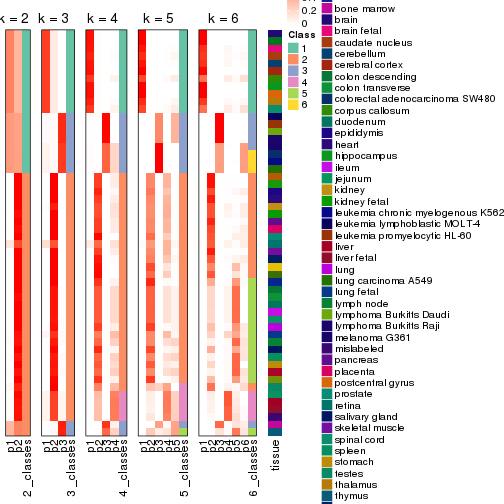 k = 2
k = 3
k = 4
k = 5
k = 6
0.2
0
Class
1
2
3
4
5
6
bone marrow
brain
brain fetal
caudate nucleus
cerebellum
cerebral cortex
colon descending
colon transverse
colorectal adenocarcinoma SW480
corpus callosum
duodenum
epididymis
heart
hippocampus
ileum
jejunum
kidney
kidney fetal
leukemia chronic myelogenous K562
leukemia lymphoblastic MOLT-4
leukemia promyelocytic HL-60
liver
liver fetal
lung
lung carcinoma A549
lung fetal
lymph node
lymphoma Burkitts Daudi
lymphoma Burkitts Raji
melanoma G361
mislabeled
pancreas
placenta
postcentral gyrus
prostate
retina
salivary gland
skeletal muscle
spinal cord
spleen
stomach
testes
thalamus
thymus
p1
p2
2_classes
p1
p2
p3
3_classes
p1
p2
p3
p4
4_classes
p1
p2
p3
p4
p5
5_classes
p1
p2
p3
p4
p5
p6
6_classes
tissue